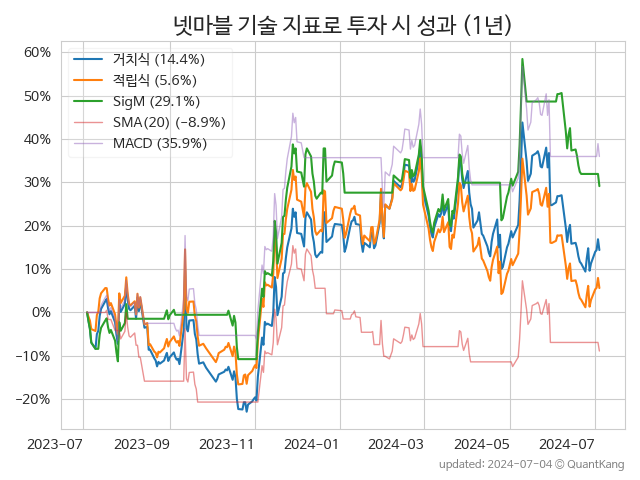 넷마블 기술 지표로 투자 시 성과 (1년)
거치식 (14.4%)
적립식 (5.6%)
SigM (29.1%)
SMA(20) (−8.9%)
MACD (35.9%)
60%
50%
40%
30%
20%
10%
0%
−10%
−20%
2023-07
2023-09
2023-11
2024-01
2024-03
2024-05
2024-07
updated: 2024-07-04 @ QuantKang